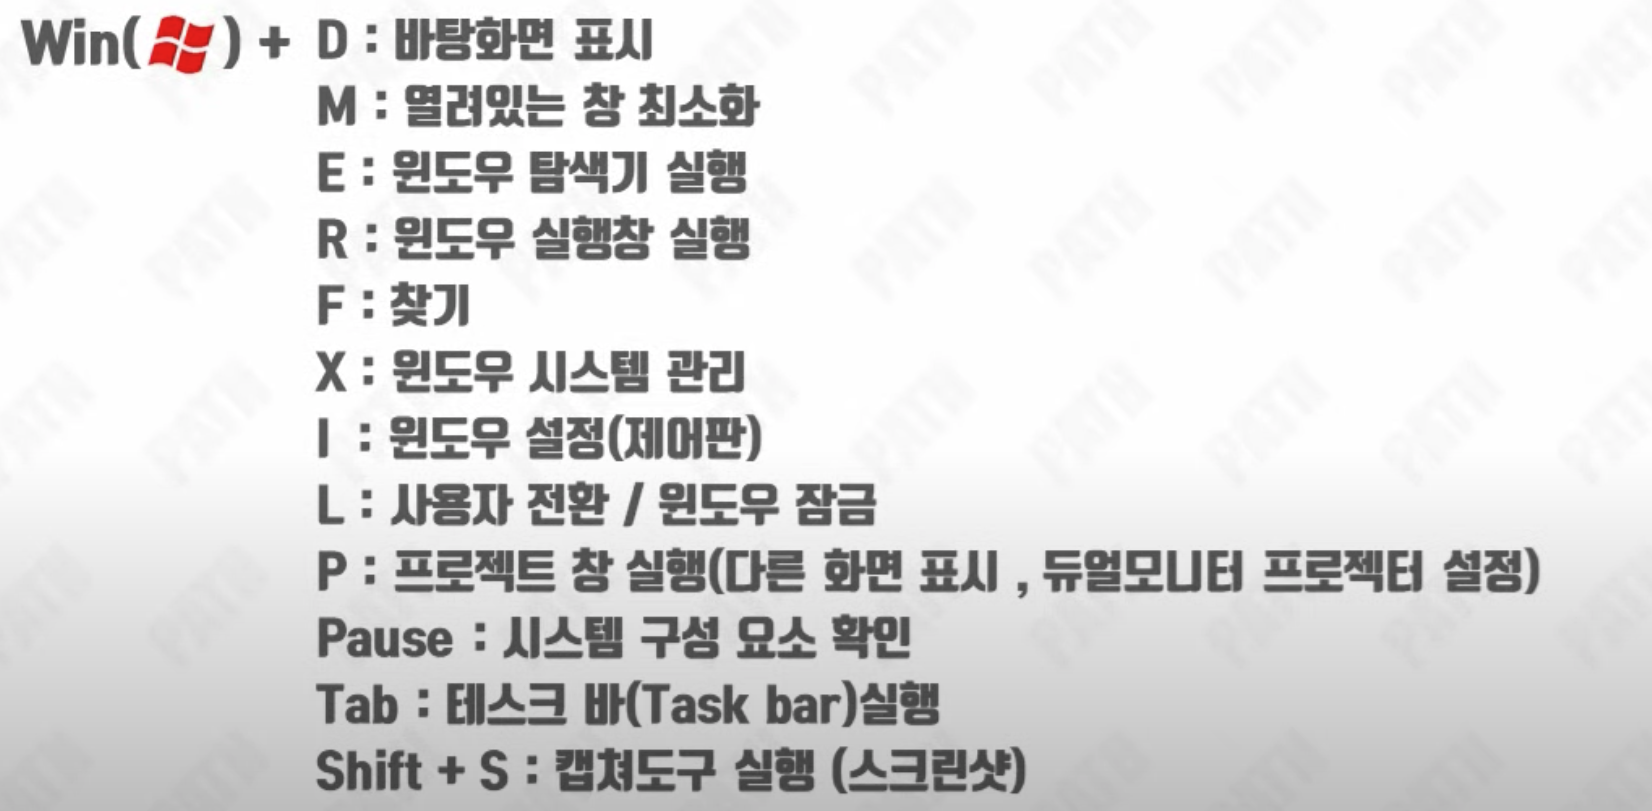 Win( ) + D : 바탕화면 표시
M : 열려있는 창 최소화
E : 윈도우 탐색기 실행
R : 윈도우 실행창 실행
F : 찾기
X : 윈도우 시스템 관리
I : 윈도우 설정(제어판)
L : 사용자 전환 / 윈도우 잠금
P : 프로젝트 창 실행(다른 화면 표시 , 듀얼모니터 프로젝터 설정)
Pause : 시스템 구성 요소 확인
Tab : 테스크 바(Task bar)실행
Shift + S : 캡쳐도구 실행 (스크린샷)